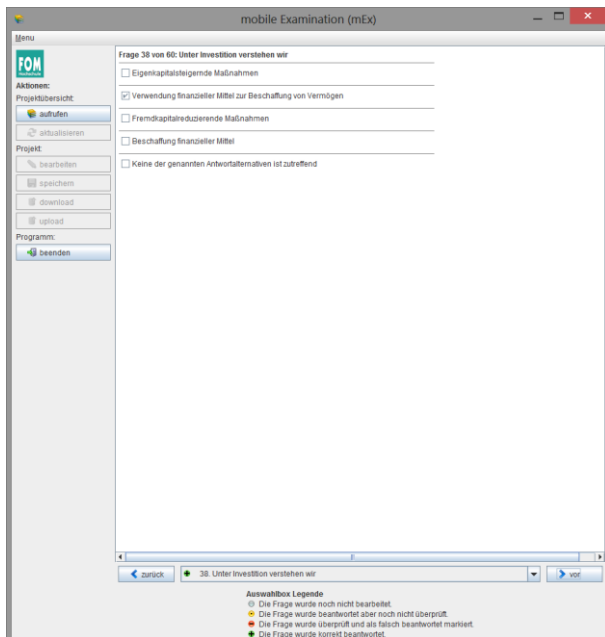 mobile Examination (mEx)
Menu
FOM
Hochschule
Aktionen:
Projektübersicht:
aufrufen
aktualisieren
Projekt:
bearbeiten
speichern
download
upload
Programm:
beenden
Frage 38 von 60: Unter Investition verstehen wir
Eigenkapitalsteigernde Maßnahmen
Verwendung finanzieller Mittel zur Beschaffung von Vermögen
Fremdkapitalreduzierende Maßnahmen
Beschaffung finanzieller Mittel
Keine der genannten Antwortalternativen ist zutreffend
zurück
38. Unter Investition verstehen wir
vor
Auswahlbox Legende
Die Frage wurde noch nicht bearbeitet.
Die Frage wurde beantwortet aber noch nicht überprüft.
Die Frage wurde überprüft und als falsch beantwortet markiert.
Die Frage wurde korrekt beantwortet.